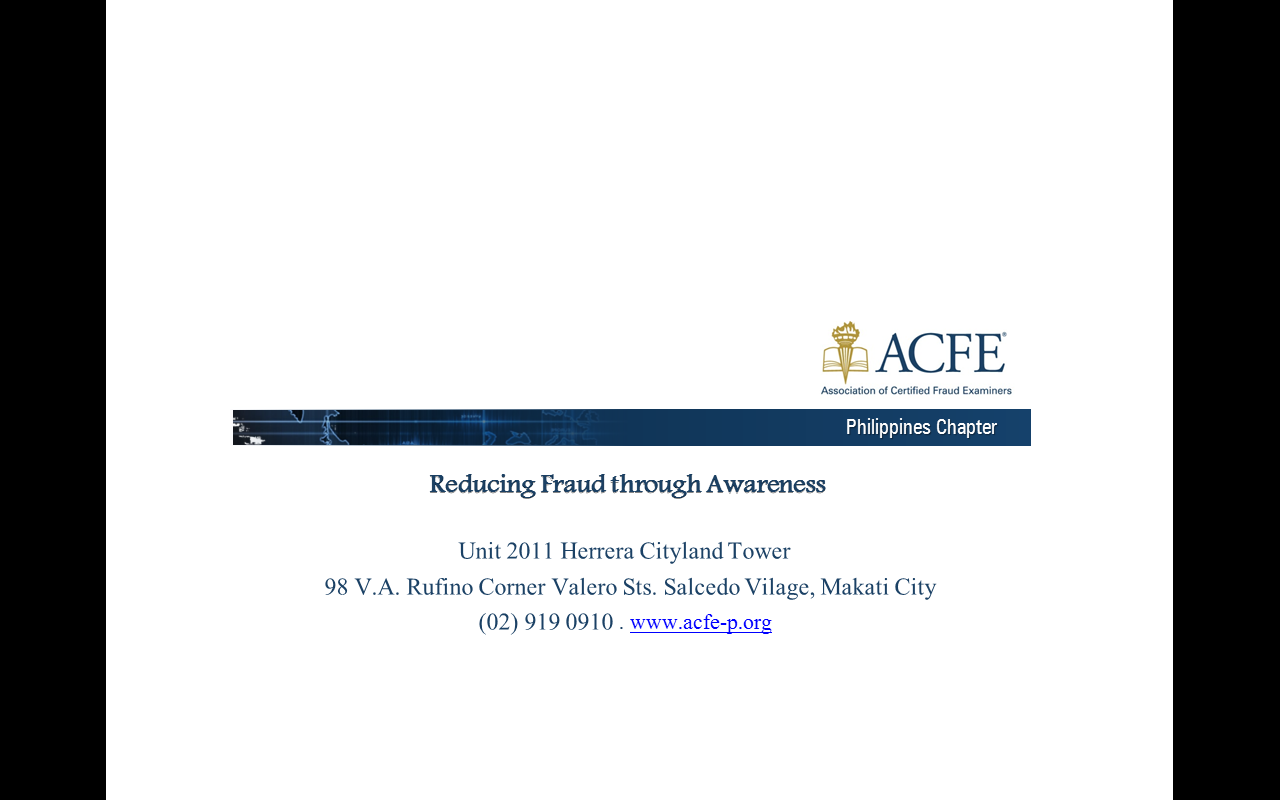 ACFE®
Association of Certified Fraud Examiners
Philippines Chapter
Reducing Fraud through Awareness
Unit 2011 Herrera Cityland Tower
98 V.A. Rufino Corner Valero Sts. Salcedo Vilage, Makati City
(02) 919 0910 . www.acfe-p.org